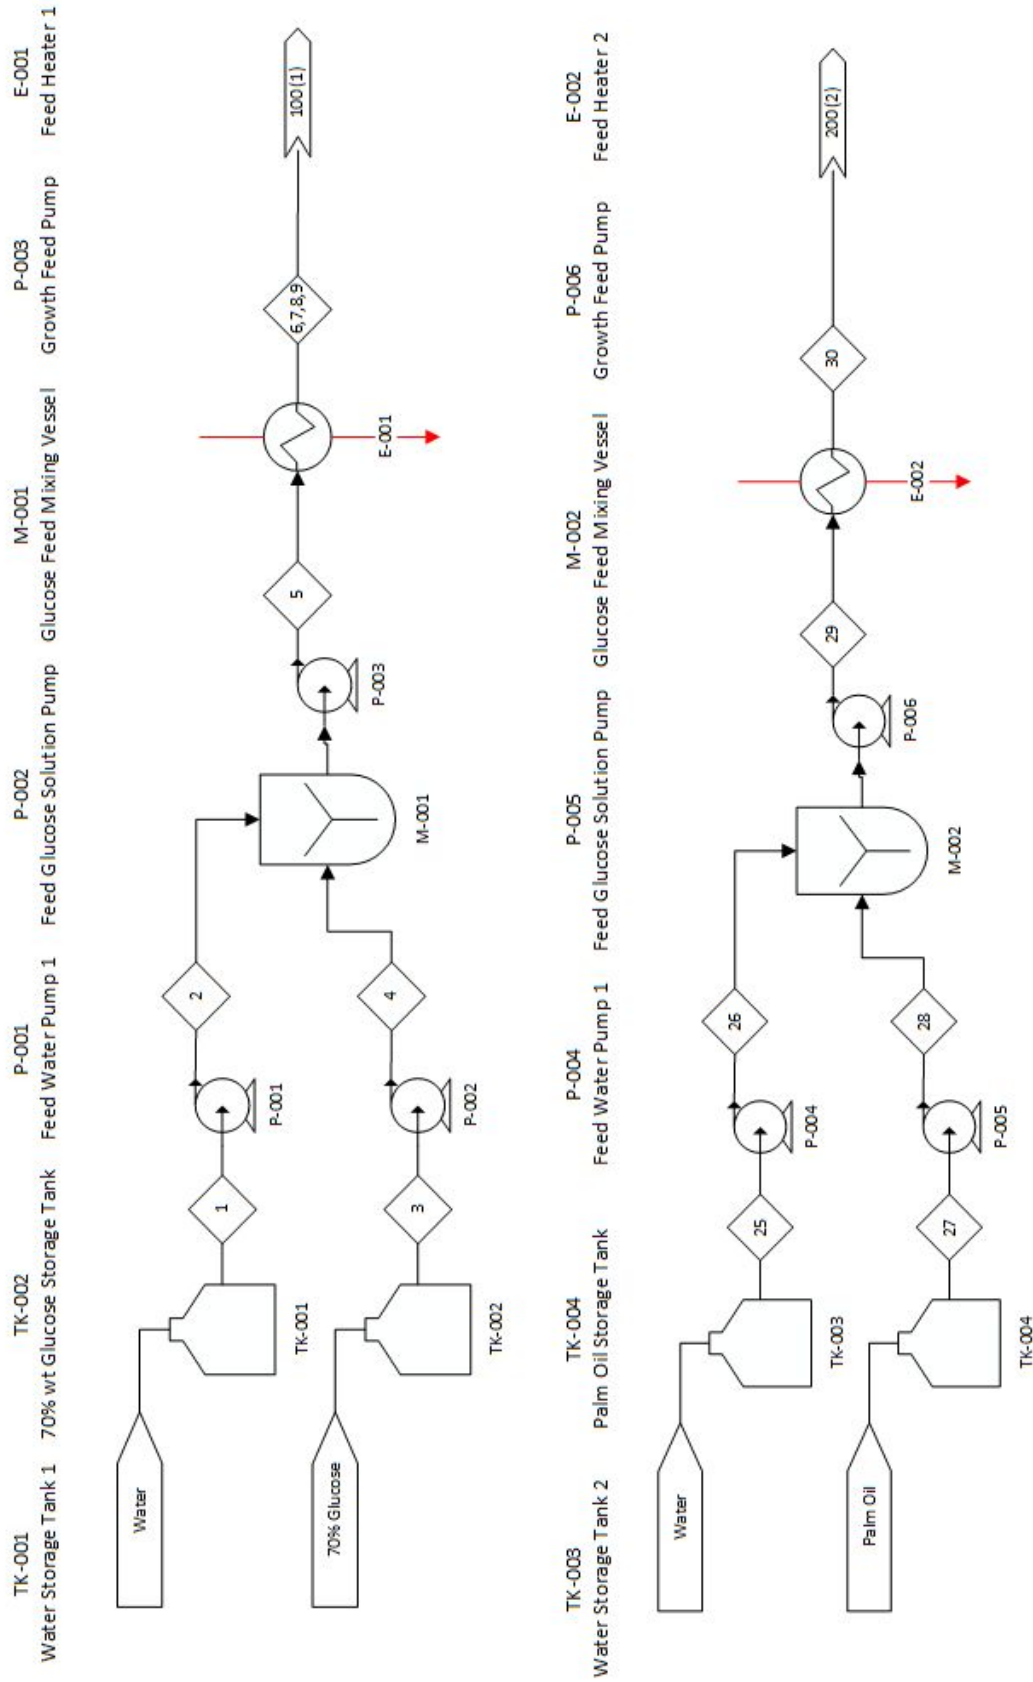 TK-001
Water Storage Tank 1
TK-002
70% wt Glucose Storage Tank
P-001
Feed Water Pump 1
P-002
Feed Glucose Solution Pump
M-001
Glucose Feed Mixing Vessel
P-003
Growth Feed Pump
E-001
Feed Heater 1
Water
TK-001
1
P-001
2
70% Glucose
TK-002
3
P-002
4
M-001
P-003
5
E-001
6,7,8,9
100 (1)
TK-003
Water Storage Tank 2
TK-004
Palm Oil Storage Tank
P-004
Feed Water Pump 1
P-005
Feed Glucose Solution Pump
M-002
Glucose Feed Mixing Vessel
P-006
Growth Feed Pump
E-002
Feed Heater 2
Water
TK-003
25
P-004
26
Palm Oil
TK-004
27
P-005
28
M-002
P-006
29
E-002
30
200 (2)